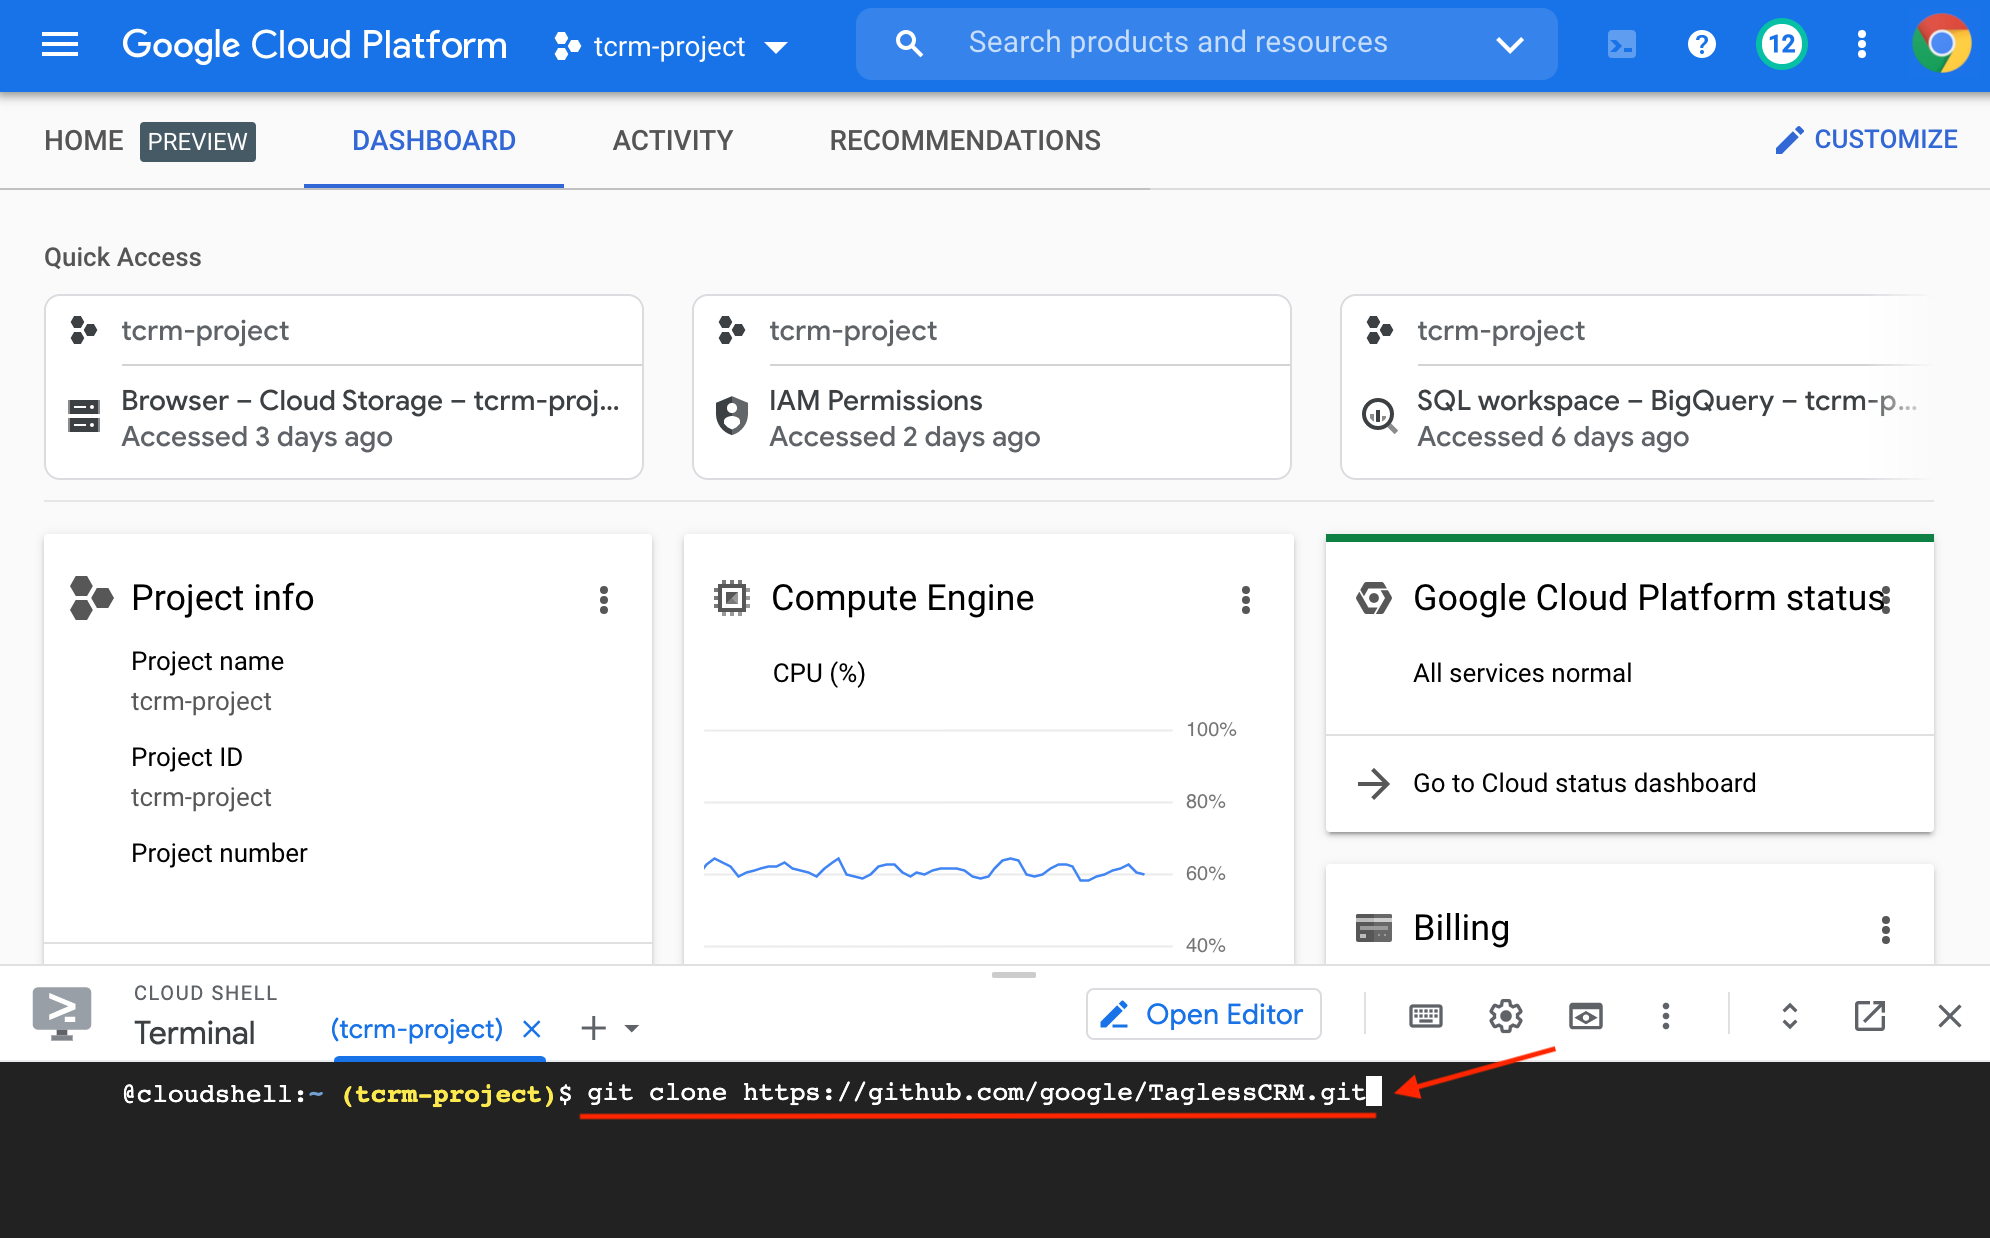 Google Cloud Platform
tcrm-project
Search products and resources
12
HOME PREVIEW
DASHBOARD
ACTIVITY
RECOMMENDATIONS
CUSTOMIZE
Quick Access
tcrm-project
Browser – Cloud Storage – tcrm-proj...
Accessed 3 days ago
tcrm-project
IAM Permissions
Accessed 2 days ago
tcrm-project
SQL workspace – BigQuery – tcrm-p...
Accessed 6 days ago
Project info
Project name
tcrm-project
Project ID
tcrm-project
Project number
Compute Engine
CPU (%)
100%
80%
60%
40%
Google Cloud Platform status
All services normal
Go to Cloud status dashboard
Billing
CLOUD SHELL
Terminal
(tcrm-project)
Open Editor
@cloudshell:~ (tcrm-project)$ git clone https://github.com/google/TaglessCRM.git